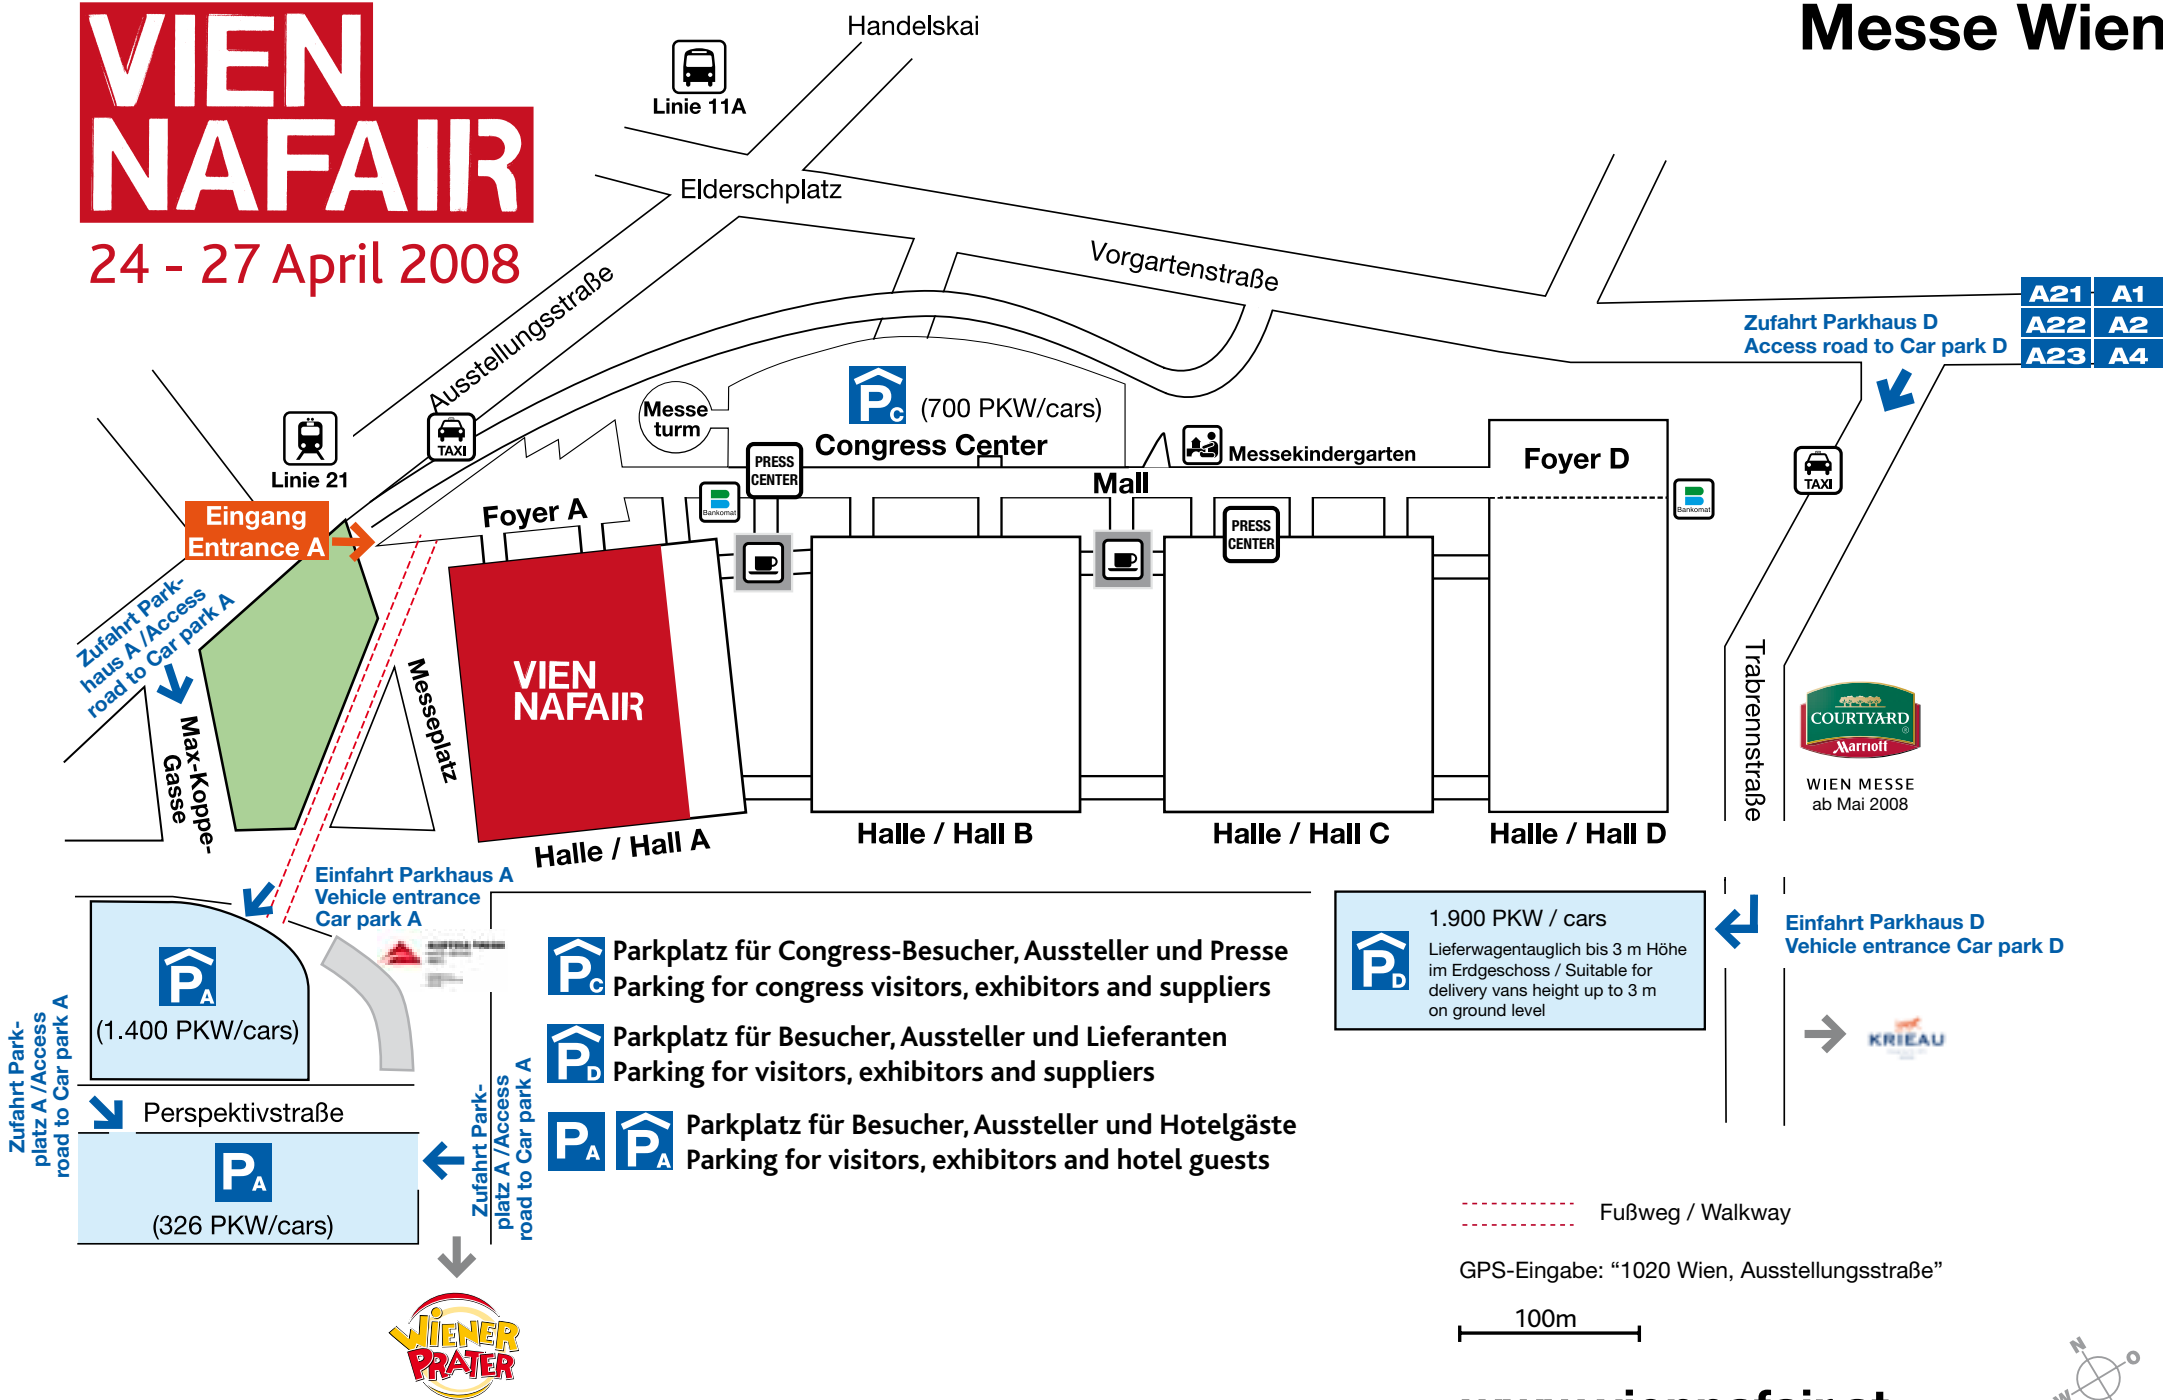 VIEN
NAFAIR
24 - 27 April 2008
Messe Wien
Handelskai
Linie 11A
Elderschplatz
Vorgartenstraße
Ausstellungsstraße
A21 A1
A22 A2
A23 A4
Zufahrt Parkhaus D
Access road to Car park D
Messe
turm
P C (700 PKW/cars)
Congress Center
PRESS
CENTER
Messekindergarten
Foyer D
TAXI
Linie 21
TAXI
Mall
Bankomat
Bankomat
Foyer A
Eingang
Entrance A
PRESS
CENTER
Zufahrt Park-
haus A /Access
road to Car park A
Max-Koppe-
Gasse
Messeplatz
VIEN
NAFAIR
Trabrennstraße
COURTYARD
Marriott
WIEN MESSE
ab Mai 2008
Halle / Hall A
Halle / Hall B
Halle / Hall C
Halle / Hall D
Einfahrt Parkhaus A
Vehicle entrance
Car park A
P A
(1.400 PKW/cars)
Zufahrt Park-
platz A /Access
road to Car park A
Perspektivstraße
P A
(326 PKW/cars)
Zufahrt Park-
platz A /Access
road to Car park A
WIENER
PRATER
P C
Parkplatz für Congress-Besucher, Aussteller und Presse
Parking for congress visitors, exhibitors and suppliers
P D
Parkplatz für Besucher, Aussteller und Lieferanten
Parking for visitors, exhibitors and suppliers
P A P A
Parkplatz für Besucher, Aussteller und Hotelgäste
Parking for visitors, exhibitors and hotel guests
P D
1.900 PKW / cars
Lieferwagentauglich bis 3 m Höhe
im Erdgeschoss / Suitable for
delivery vans height up to 3 m
on ground level
Einfahrt Parkhaus D
Vehicle entrance Car park D
KRIEAU
Fußweg / Walkway
GPS-Eingabe: “1020 Wien, Ausstellungsstraße”
100m
www.viennafair.at
N
O
W